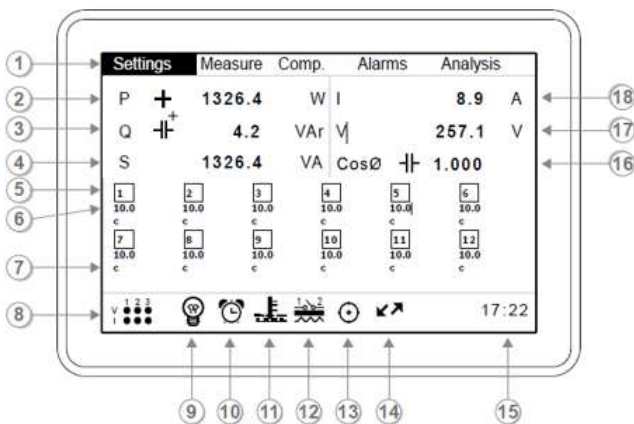 Settings Measure Comp. Alarms Analysis
P + 1326.4 W I 8.9 A
Q + 4.2 VAr V 257.1 V
S 1326.4 VA CosØ 1.000
1 2 3 4 5 6
10.0 10.0 10.0 10.0 10.0 10.0
c c c c c c
7 8 9 10 11 12
10.0 10.0 10.0 10.0 10.0 10.0
c c c c c c
1 2 3
V
I
1 2
17:22
1
2
3
4
5
6
7
8
9
10
11
12
13
14
15
16
17
18